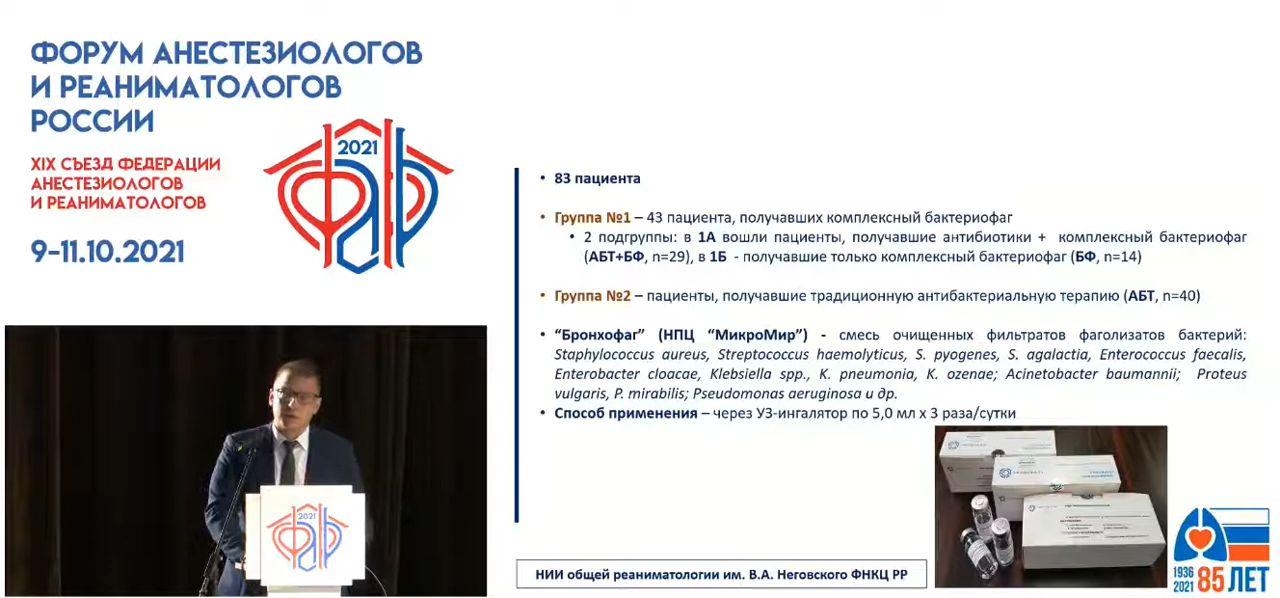 ФОРУМ АНЕСТЕЗИОЛОГОВ
И РЕАНИМАТОЛОГОВ
РОССИИ
XIX СЪЕЗД ФЕДЕРАЦИИ
АНЕСТЕЗИОЛОГОВ
И РЕАНИМАТОЛОГОВ
9-11.10.2021
2021
ФАР
• 83 пациента
• Группа №1 – 43 пациента, получавших комплексный бактериофаг
• 2 подгруппы: в 1А вошли пациенты, получавшие антибиотики + комплексный бактериофаг
(АБТ+БФ, n=29), в 1Б - получавшие только комплексный бактериофаг (БФ, n=14)
• Группа №2 – пациенты, получавшие традиционную антибактериальную терапию (АБТ, n=40)
• “Бронхофаг” (НПЦ “МикроМир”) - смесь очищенных фильтратов фаголизатов бактерий:
Staphylococcus aureus, Streptococcus haemolyticus, S. pyogenes, S. agalactia, Enterococcus faecalis,
Enterobacter cloacae, Klebsiella spp., K. pneumonia, K. ozenae; Acinetobacter baumannii; Proteus
vulgaris, P. mirabilis; Pseudomonas aeruginosa и др.
• Способ применения – через УЗ-ингалятор по 5,0 мл х 3 раза/сутки
НИИ общей реаниматологии им. В.А. Неговского ФНКЦ РР
1936
2021 85 ЛЕТ
2021
ФАР